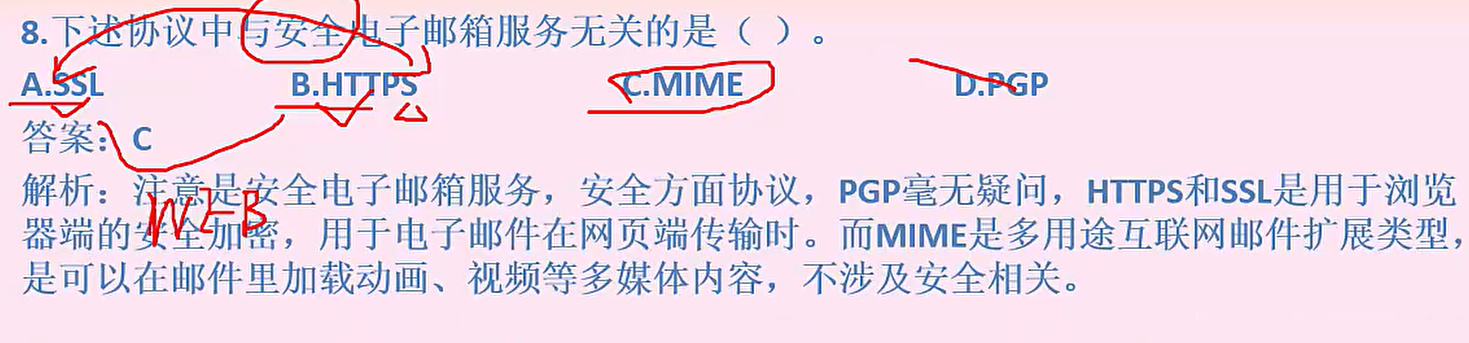 8.下述协议中与安全电子邮箱服务无关的是（ ）。
A.SSL B.HTTPS C.MIME D.PGP
答案：C
解析：注意是安全电子邮箱服务，安全方面协议，PGP毫无疑问，HTTPS和SSL是用于浏览
器端的安全加密，用于电子邮件在网页端传输时。而MIME是多用途互联网邮件扩展类型，
WEB
是可以在邮件里加载动画、视频等多媒体内容，不涉及安全相关。